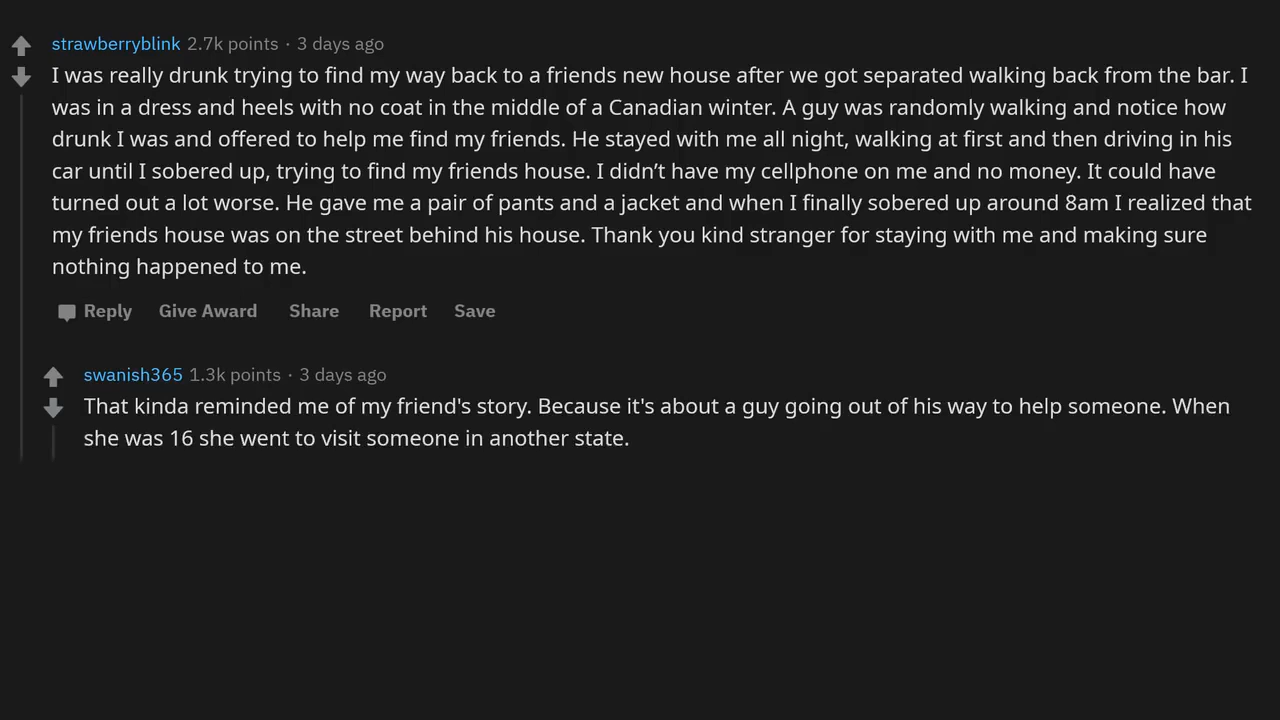 strawberryblink 2.7k points · 3 days ago
I was really drunk trying to find my way back to a friends new house after we got separated walking back from the bar. I
was in a dress and heels with no coat in the middle of a Canadian winter. A guy was randomly walking and notice how
drunk I was and offered to help me find my friends. He stayed with me all night, walking at first and then driving in his
car until I sobered up, trying to find my friends house. I didn’t have my cellphone on me and no money. It could have
turned out a lot worse. He gave me a pair of pants and a jacket and when I finally sobered up around 8am I realized that
my friends house was on the street behind his house. Thank you kind stranger for staying with me and making sure
nothing happened to me.
Reply Give Award Share Report Save
swanish365 1.3k points · 3 days ago
That kinda reminded me of my friend's story. Because it's about a guy going out of his way to help someone. When
she was 16 she went to visit someone in another state.